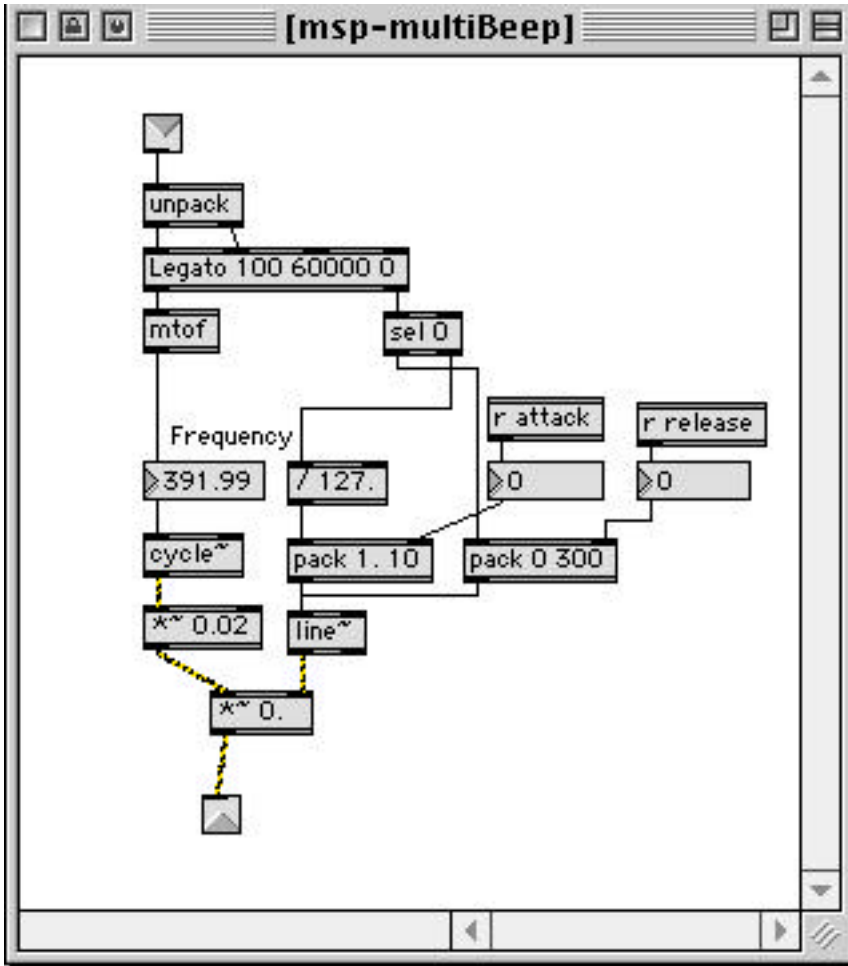 [msp-multiBeep]
unpack
Legato 100 60000 0
mtof
sel 0
r attack
r release
Frequency
391.99
/ 127.
0
0
cycle~
pack 1. 10
pack 0 300
*~ 0.02
line~
*~ 0.